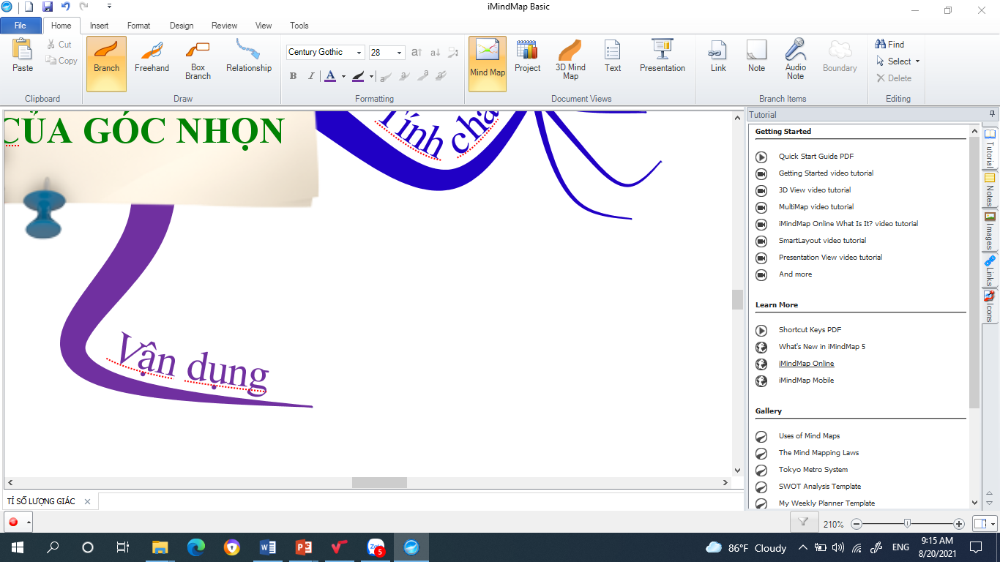 iMindMap Basic
File Home Insert Format Design Review View Tools
Paste
Cut
Copy
Clipboard
Branch Freehand Box Branch Relationship
Draw
Century Gothic 28
B I A
Formatting
Mind Map Project 3D Mind Map Text Presentation
Document Views
Link Note Audio Note Boundary
Branch Items
Find
Select
Delete
Editing
CỦA GÓC NHỌN
Vận dụng
Tutorial
Getting Started
Quick Start Guide PDF
Getting Started video tutorial
3D View video tutorial
MultiMap video tutorial
iMindMap Online What Is It? video tutorial
SmartLayout video tutorial
Presentation View video tutorial
And more
Learn More
Shortcut Keys PDF
What's New in iMindMap 5
iMindMap Online
iMindMap Mobile
Gallery
Uses of Mind Maps
The Mind Mapping Laws
Tokyo Metro System
SWOT Analysis Template
My Weekly Planner Template
Tutorial
Notes
Images
Links
Icons
TỈ SỐ LƯỢNG GIÁC
210%
5
86°F Cloudy
ENG
9:15 AM
8/20/2021